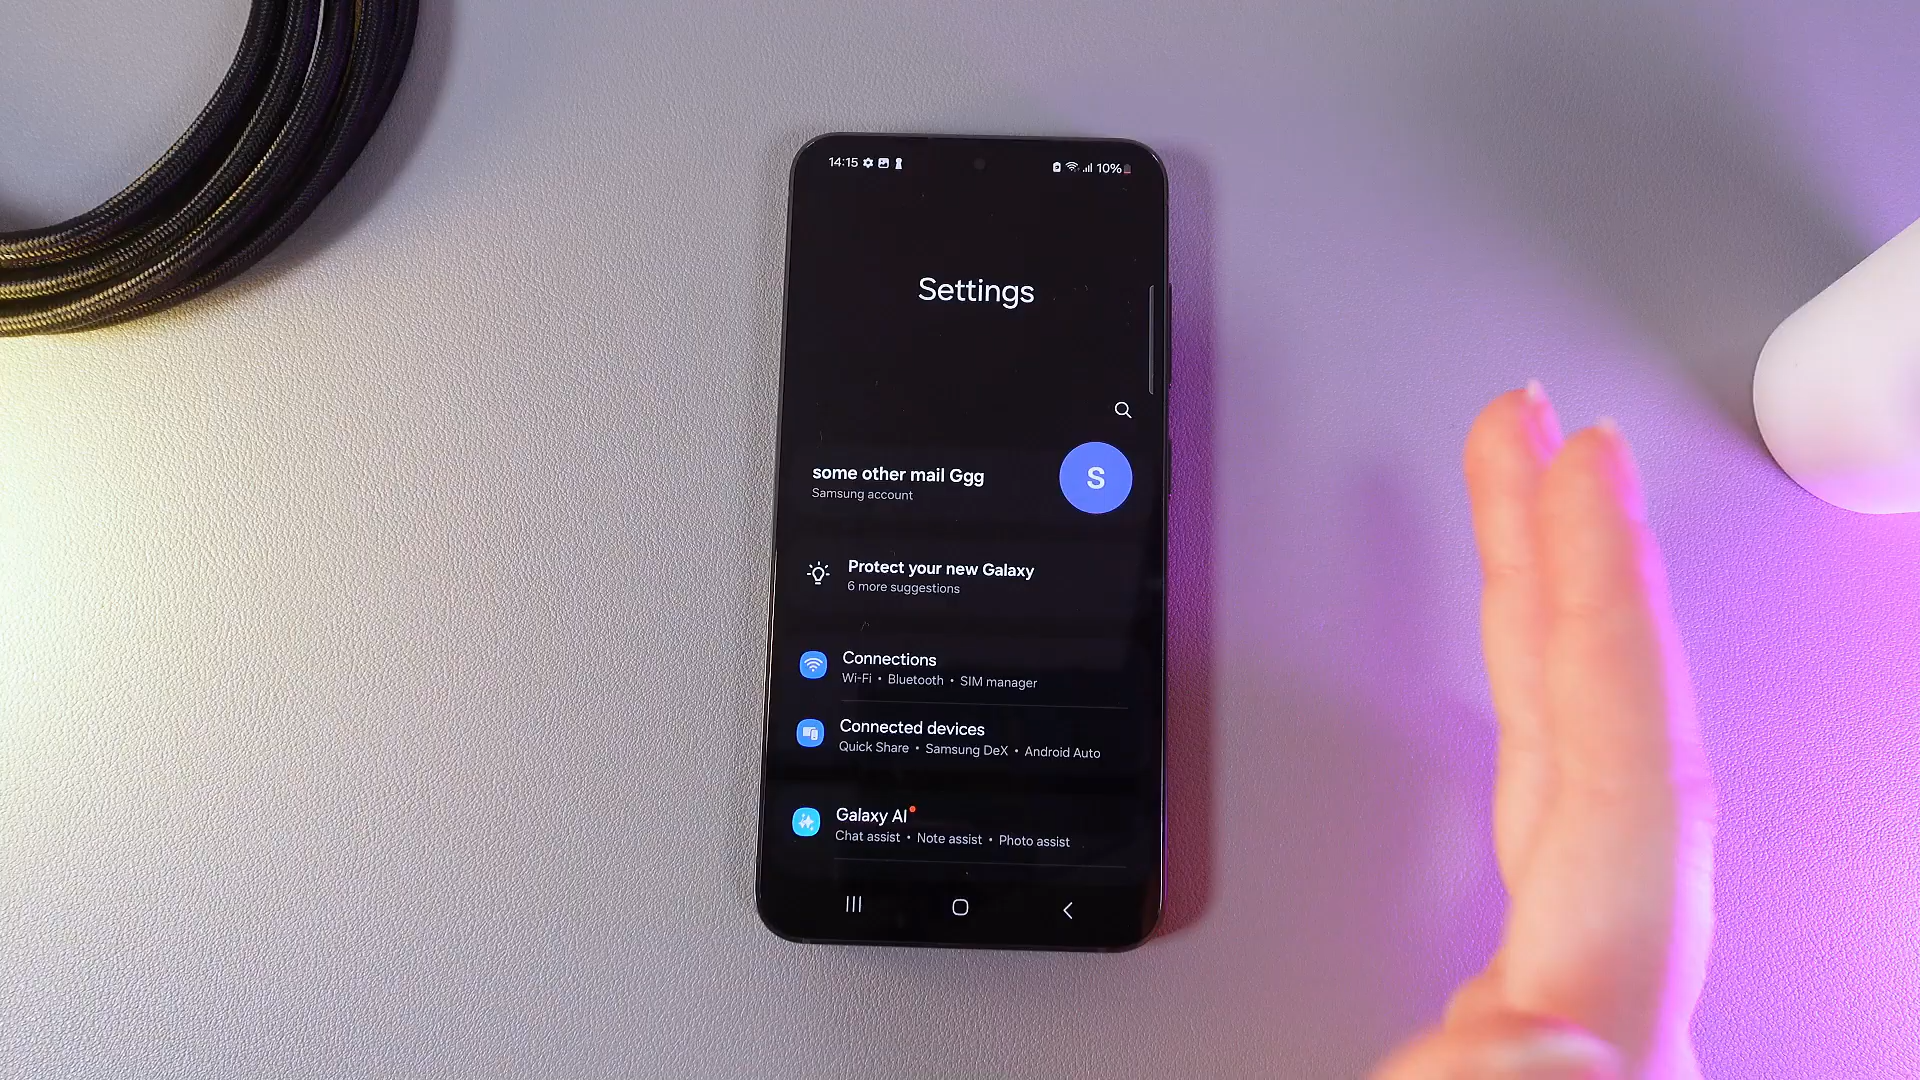 14:15
10%
Settings
some other mail Ggg
Samsung account
S
Protect your new Galaxy
6 more suggestions
Connections
Wi-Fi • Bluetooth • SIM manager
Connected devices
Quick Share • Samsung DeX • Android Auto
Galaxy AI
Chat assist • Note assist • Photo assist